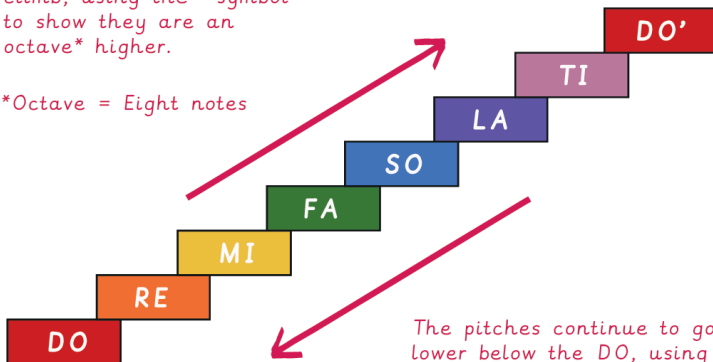 climb, using the ' symbol
to show they are an
octave* higher.
*Octave = Eight notes
DO'
TI
LA
SO
FA
MI
RE
DO
The pitches continue to go
lower below the DO, using